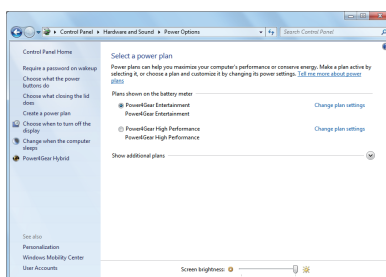 Control Panel
Hardware and Sound
Power Options
Search Control Panel
Control Panel Home
Require a password on wakeup
Choose what the power
buttons do
Choose what closing the lid
does
Create a power plan
Choose when to turn off the
display
Change when the computer
sleeps
Power4Gear Hybrid
See also
Personalization
Windows Mobility Center
User Accounts
Select a power plan
Power plans can help you maximize your computer's performance or conserve energy. Make a plan active by
selecting it, or choose a plan and customize it by changing its power settings. Tell me more about power
plans
Plans shown on the battery meter
Power4Gear Entertainment
Change plan settings
Power4Gear Entertainment
Power4Gear High Performance
Change plan settings
Power4Gear High Performance
Show additional plans
Screen brightness: